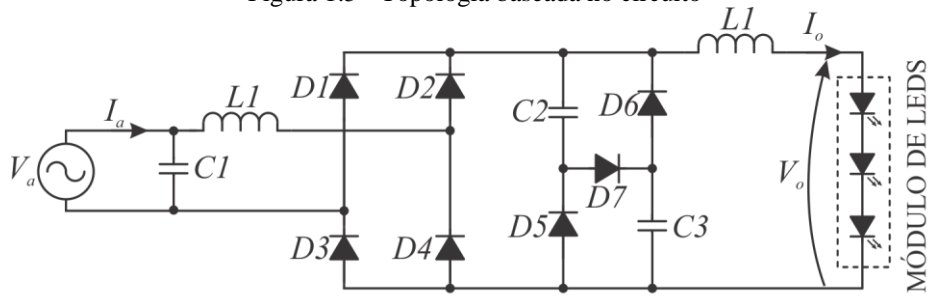 Figura 1.3 – Topologia baseada no circuito
L1
I_o
D1
D2
C2
D6
I_a
L1
V_a
C1
D7
V_o
MÓDULO DE LEDS
D3
D4
D5
C3